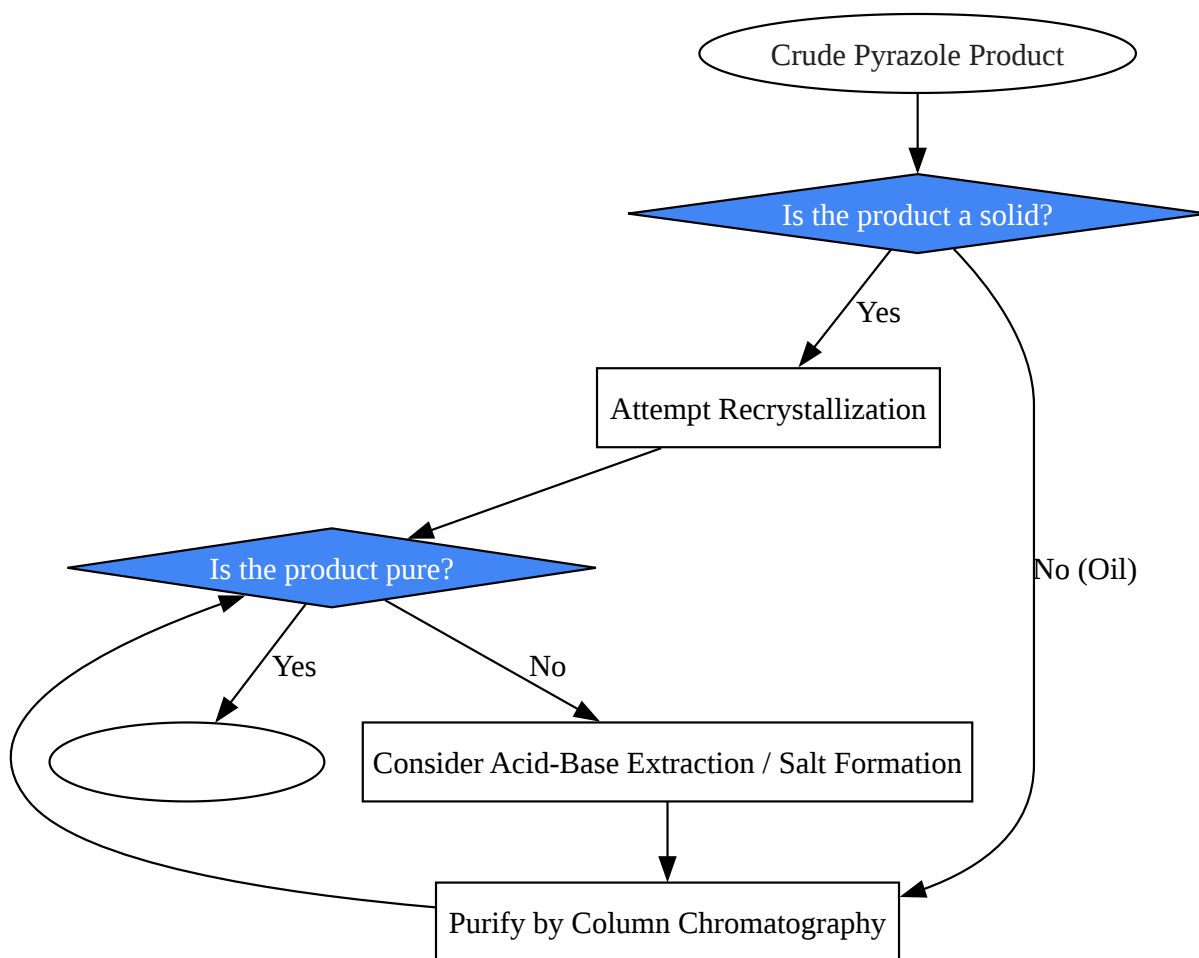 Crude Pyrazole Product
Is the product a solid?
Yes
Attempt Recrystallization
Is the product pure?
No (Oil)
Yes
No
Consider Acid-Base Extraction / Salt Formation
Purify by Column Chromatography